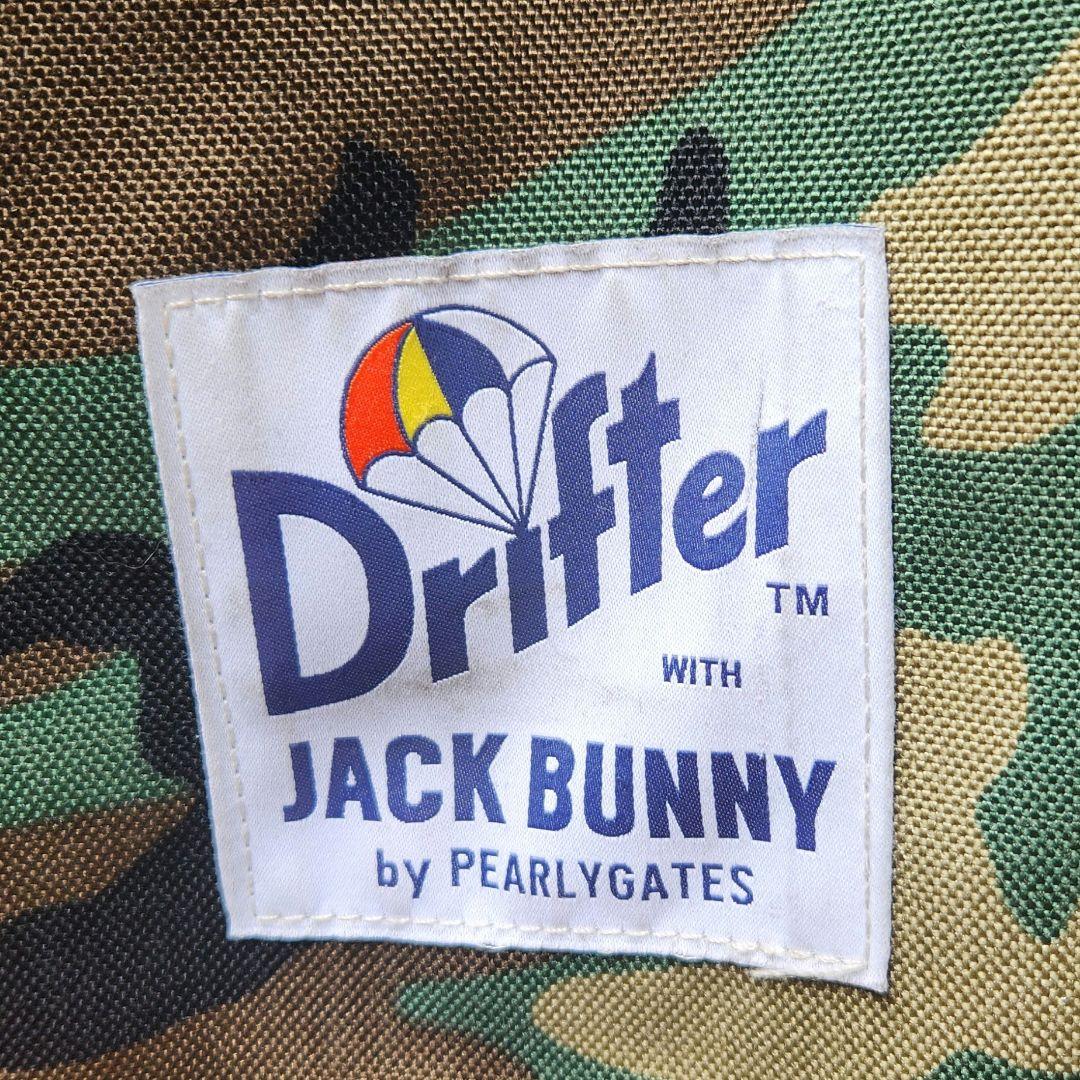 Drifter TM
WITH
JACK BUNNY
by PEARLYGATES